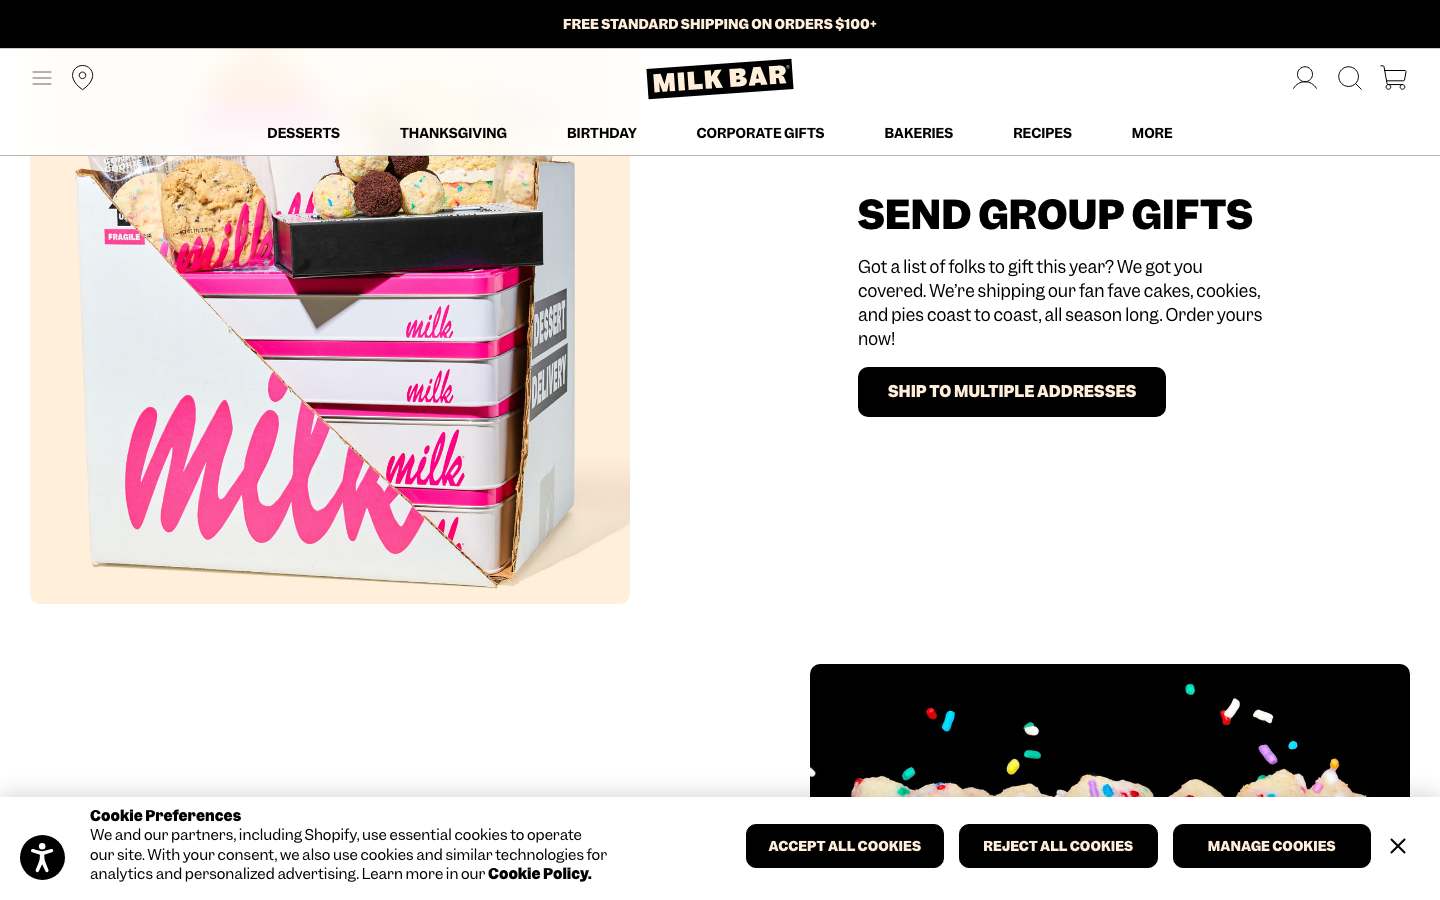 FREE STANDARD SHIPPING ON ORDERS $100+
MILK BAR
DESSERTS
THANKSGIVING
BIRTHDAY
CORPORATE GIFTS
BAKERIES
RECIPES
MORE
FRAGILE
milk
milk
milk
milk
milk
DESSERT
DELIVERY
SEND GROUP GIFTS
Got a list of folks to gift this year? We got you
covered. We’re shipping our fan fave cakes, cookies,
and pies coast to coast, all season long. Order yours
now!
SHIP TO MULTIPLE ADDRESSES
Cookie Preferences
We and our partners, including Shopify, use essential cookies to operate
our site. With your consent, we also use cookies and similar technologies for
analytics and personalized advertising. Learn more in our Cookie Policy.
ACCEPT ALL COOKIES
REJECT ALL COOKIES
MANAGE COOKIES